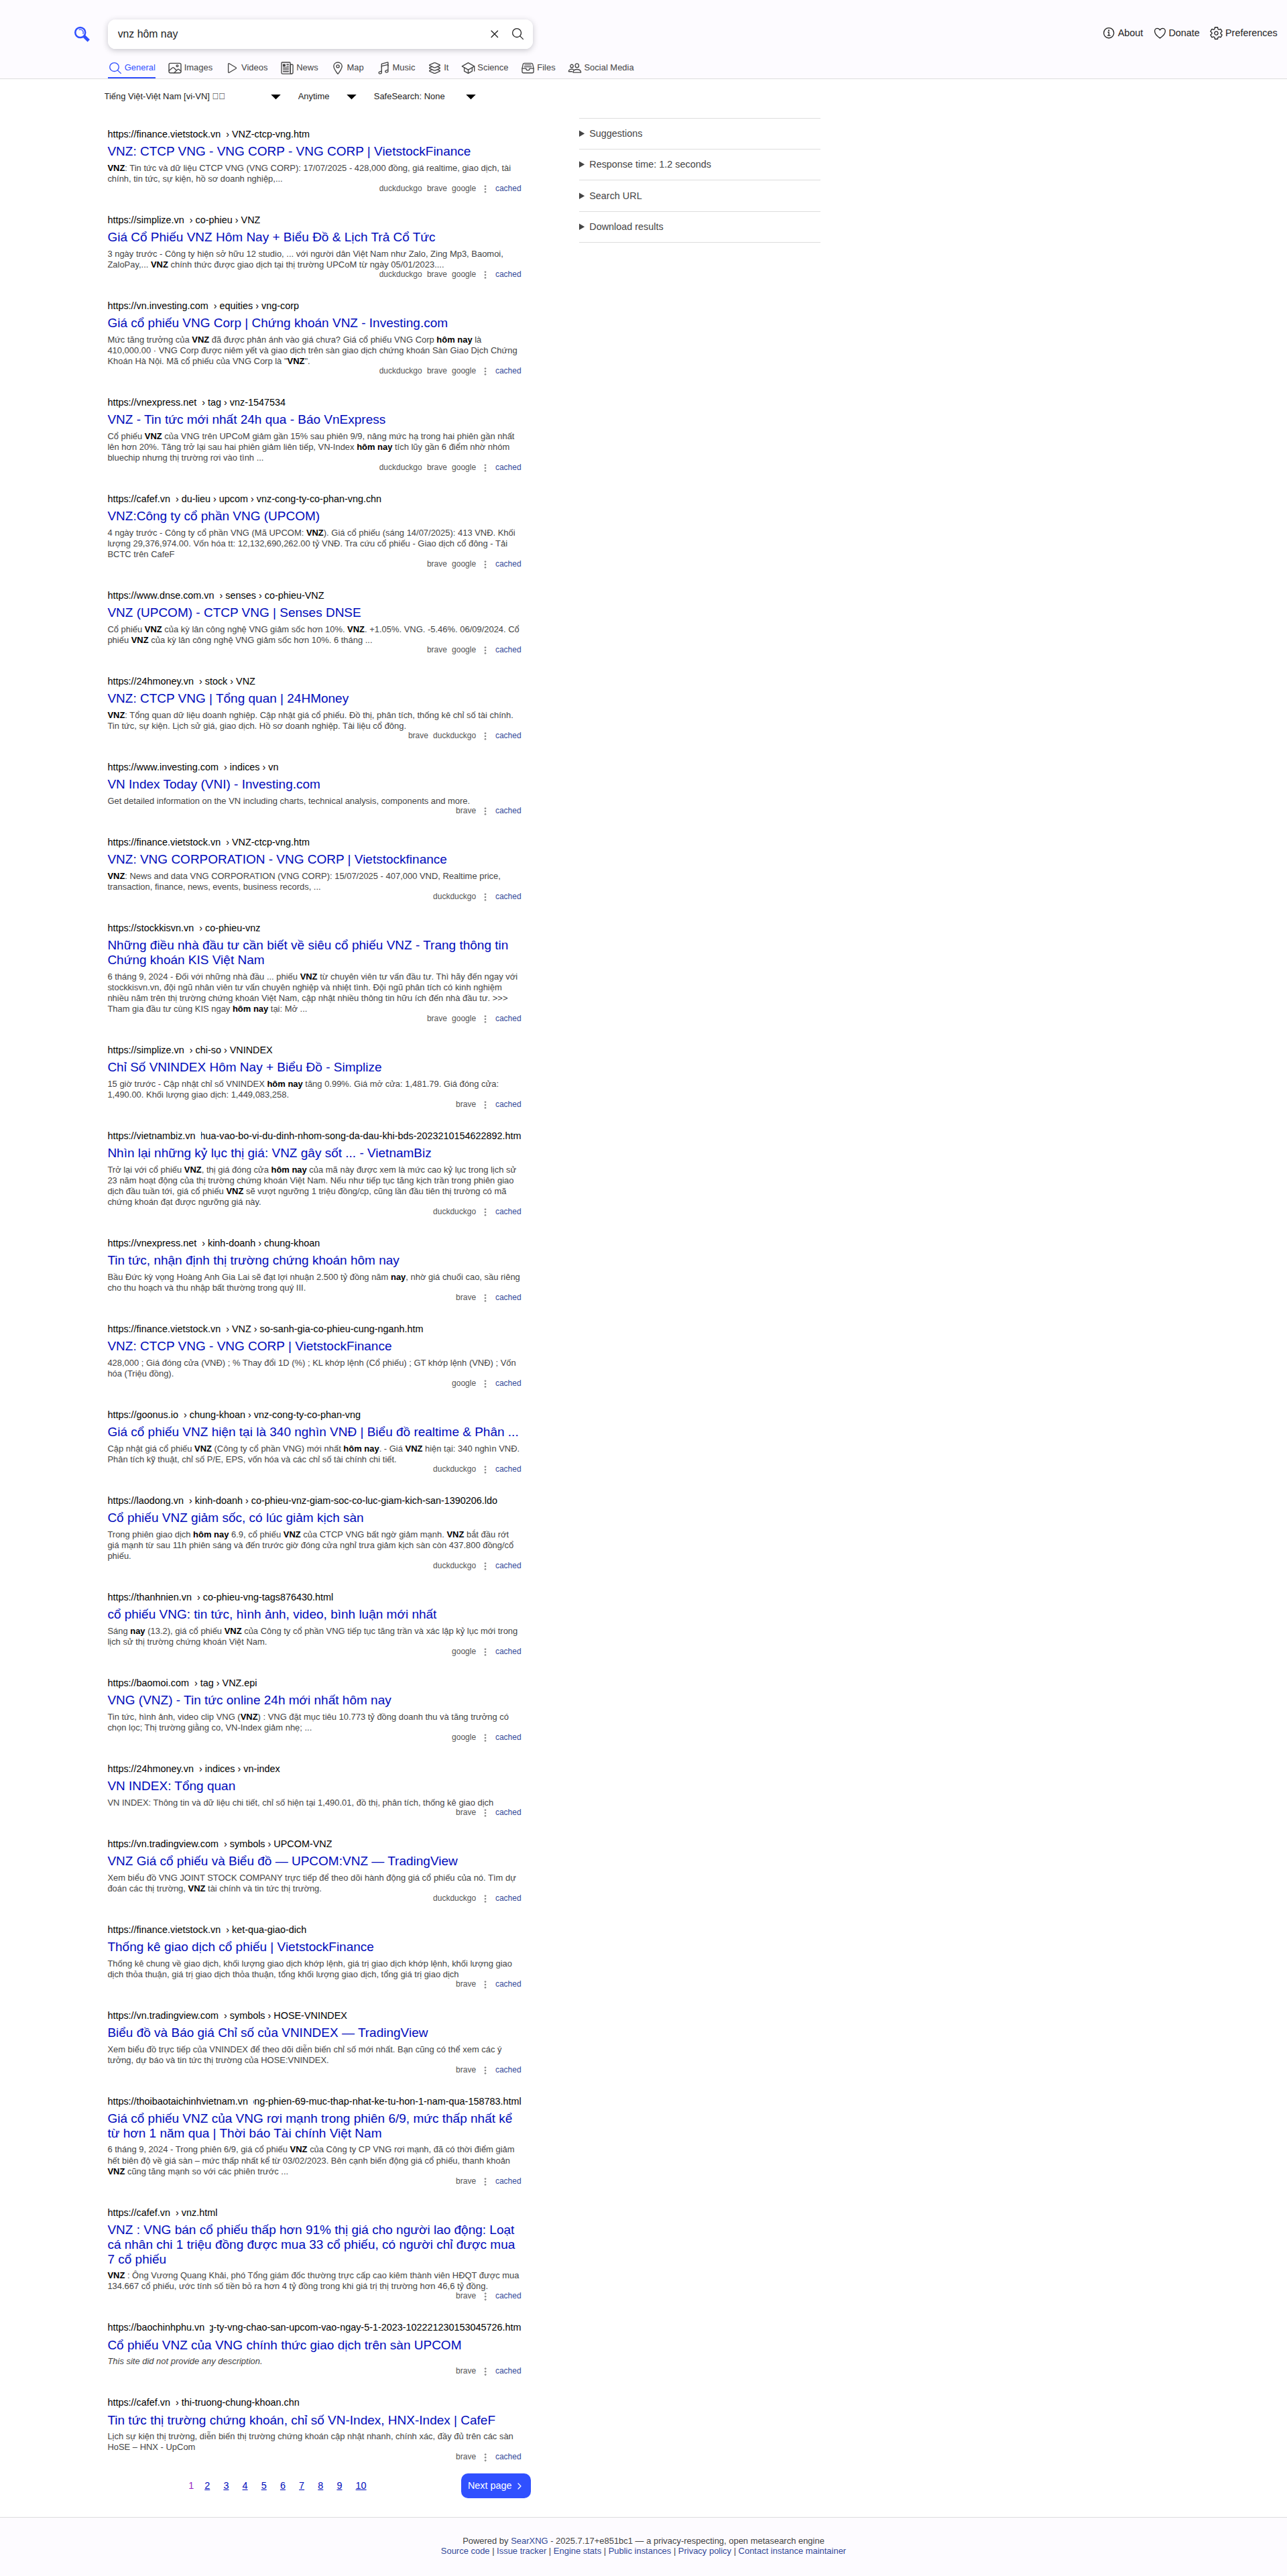 vnz hôm nay
About Donate Preferences
General Images Videos News Map Music It Science Files Social Media
Tiếng Việt-Việt Nam [vi-VN] Anytime SafeSearch: None
https://finance.vietstock.vn › VNZ-ctcp-vng.htm
VNZ: CTCP VNG - VNG CORP - VNG CORP | VietstockFinance
VNZ: Tin tức và dữ liệu CTCP VNG (VNG CORP): 17/07/2025 - 428,000 đồng, giá realtime, giao dịch, tài
chính, tin tức, sự kiện, hồ sơ doanh nghiệp,...
duckduckgo brave google cached
Suggestions
Response time: 1.2 seconds
Search URL
Download results
https://simplize.vn › co-phieu › VNZ
Giá Cổ Phiếu VNZ Hôm Nay + Biểu Đồ & Lịch Trả Cổ Tức
3 ngày trước - Công ty hiện sở hữu 12 studio, ... với người dân Việt Nam như Zalo, Zing Mp3, Baomoi,
ZaloPay,... VNZ chính thức được giao dịch tại thị trường UPCoM từ ngày 05/01/2023....
duckduckgo brave google cached
https://vn.investing.com › equities › vng-corp
Giá cổ phiếu VNG Corp | Chứng khoán VNZ - Investing.com
Mức tăng trưởng của VNZ đã được phản ánh vào giá chưa? Giá cổ phiếu VNG Corp hôm nay là
410,000.00 · VNG Corp được niêm yết và giao dịch trên sàn giao dịch chứng khoán Sàn Giao Dịch Chứng
Khoán Hà Nội. Mã cổ phiếu của VNG Corp là "VNZ".
duckduckgo brave google cached
https://vnexpress.net › tag › vnz-1547534
VNZ - Tin tức mới nhất 24h qua - Báo VnExpress
Cổ phiếu VNZ của VNG trên UPCoM giảm gần 15% sau phiên 9/9, nâng mức hạ trong hai phiên gần nhất
lên hơn 20%. Tăng trở lại sau hai phiên giảm liên tiếp, VN-Index hôm nay tích lũy gần 6 điểm nhờ nhóm
bluechip nhưng thị trường rơi vào tình ...
duckduckgo brave google cached
https://cafef.vn › du-lieu › upcom › vnz-cong-ty-co-phan-vng.chn
VNZ:Công ty cổ phần VNG (UPCOM)
4 ngày trước - Công ty cổ phần VNG (Mã UPCOM: VNZ). Giá cổ phiếu (sáng 14/07/2025): 413 VNĐ. Khối
lượng 29,376,974.00. Vốn hóa tt: 12,132,690,262.00 tỷ VNĐ. Tra cứu cổ phiếu - Giao dịch cổ đông - Tải
BCTC trên CafeF
brave google cached
https://www.dnse.com.vn › senses › co-phieu-VNZ
VNZ (UPCOM) - CTCP VNG | Senses DNSE
Cổ phiếu VNZ của kỳ lân công nghệ VNG giảm sốc hơn 10%. VNZ. +1.05%. VNG. -5.46%. 06/09/2024. Cổ
phiếu VNZ của kỳ lân công nghệ VNG giảm sốc hơn 10%. 6 tháng ...
brave google cached
https://24hmoney.vn › stock › VNZ
VNZ: CTCP VNG | Tổng quan | 24HMoney
VNZ: Tổng quan dữ liệu doanh nghiệp. Cập nhật giá cổ phiếu. Đồ thị, phân tích, thống kê chỉ số tài chính.
Tin tức, sự kiện. Lịch sử giá, giao dịch. Hồ sơ doanh nghiệp. Tài liệu cổ đông.
brave duckduckgo cached
https://www.investing.com › indices › vn
VN Index Today (VNI) - Investing.com
Get detailed information on the VN including charts, technical analysis, components and more.
brave cached
https://finance.vietstock.vn › VNZ-ctcp-vng.htm
VNZ: VNG CORPORATION - VNG CORP | Vietstockfinance
VNZ: News and data VNG CORPORATION (VNG CORP): 15/07/2025 - 407,000 VND, Realtime price,
transaction, finance, news, events, business records, ...
duckduckgo cached
https://stockkisvn.vn › co-phieu-vnz
Những điều nhà đầu tư cần biết về siêu cổ phiếu VNZ - Trang thông tin
Chứng khoán KIS Việt Nam
6 tháng 9, 2024 - Đối với những nhà đầu ... phiếu VNZ từ chuyên viên tư vấn đầu tư. Thì hãy đến ngay với
stockkisvn.vn, đội ngũ nhân viên tư vấn chuyên nghiệp và nhiệt tình. Đội ngũ phân tích có kinh nghiệm
nhiều năm trên thị trường chứng khoán Việt Nam, cập nhật nhiều thông tin hữu ích đến nhà đầu tư. >>>
Tham gia đầu tư cùng KIS ngay hôm nay tại: Mở ...
brave google cached
https://simplize.vn › chi-so › VNINDEX
Chỉ Số VNINDEX Hôm Nay + Biểu Đồ - Simplize
15 giờ trước - Cập nhật chỉ số VNINDEX hôm nay tăng 0.99%. Giá mở cửa: 1,481.79. Giá đóng cửa:
1,490.00. Khối lượng giao dịch: 1,449,083,258.
brave cached
https://vietnambiz.vn hua-vao-bo-vi-du-dinh-nhom-song-da-dau-khi-bds-2023210154622892.htm
Nhìn lại những kỷ lục thị giá: VNZ gây sốt ... - VietnamBiz
Trở lại với cổ phiếu VNZ, thị giá đóng cửa hôm nay của mã này được xem là mức cao kỷ lục trong lịch sử
23 năm hoạt động của thị trường chứng khoán Việt Nam. Nếu như tiếp tục tăng kịch trần trong phiên giao
dịch đầu tuần tới, giá cổ phiếu VNZ sẽ vượt ngưỡng 1 triệu đồng/cp, cũng lần đầu tiên thị trường có mã
chứng khoán đạt được ngưỡng giá này.
duckduckgo cached
https://vnexpress.net › kinh-doanh › chung-khoan
Tin tức, nhận định thị trường chứng khoán hôm nay
Bầu Đức kỳ vọng Hoàng Anh Gia Lai sẽ đạt lợi nhuận 2.500 tỷ đồng năm nay, nhờ giá chuối cao, sầu riêng
cho thu hoạch và thu nhập bất thường trong quý III.
brave cached
https://finance.vietstock.vn › VNZ › so-sanh-gia-co-phieu-cung-nganh.htm
VNZ: CTCP VNG - VNG CORP | VietstockFinance
428,000 ; Giá đóng cửa (VNĐ) ; % Thay đổi 1D (%) ; KL khớp lệnh (Cổ phiếu) ; GT khớp lệnh (VNĐ) ; Vốn
hóa (Triệu đồng).
google cached
https://goonus.io › chung-khoan › vnz-cong-ty-co-phan-vng
Giá cổ phiếu VNZ hiện tại là 340 nghìn VNĐ | Biểu đồ realtime & Phân ...
Cập nhật giá cổ phiếu VNZ (Công ty cổ phần VNG) mới nhất hôm nay. - Giá VNZ hiện tại: 340 nghìn VNĐ.
Phân tích kỹ thuật, chỉ số P/E, EPS, vốn hóa và các chỉ số tài chính chi tiết.
duckduckgo cached
https://laodong.vn › kinh-doanh › co-phieu-vnz-giam-soc-co-luc-giam-kich-san-1390206.ldo
Cổ phiếu VNZ giảm sốc, có lúc giảm kịch sàn
Trong phiên giao dịch hôm nay 6.9, cổ phiếu VNZ của CTCP VNG bất ngờ giảm mạnh. VNZ bắt đầu rớt
giá mạnh từ sau 11h phiên sáng và đến trước giờ đóng cửa nghỉ trưa giảm kịch sàn còn 437.800 đồng/cổ
phiếu.
duckduckgo cached
https://thanhnien.vn › co-phieu-vng-tags876430.html
cổ phiếu VNG: tin tức, hình ảnh, video, bình luận mới nhất
Sáng nay (13.2), giá cổ phiếu VNZ của Công ty cổ phần VNG tiếp tục tăng trần và xác lập kỷ lục mới trong
lịch sử thị trường chứng khoán Việt Nam.
google cached
https://baomoi.com › tag › VNZ.epi
VNG (VNZ) - Tin tức online 24h mới nhất hôm nay
Tin tức, hình ảnh, video clip VNG (VNZ) : VNG đặt mục tiêu 10.773 tỷ đồng doanh thu và tăng trưởng có
chọn lọc; Thị trường giằng co, VN-Index giảm nhẹ; ...
google cached
https://24hmoney.vn › indices › vn-index
VN INDEX: Tổng quan
VN INDEX: Thông tin và dữ liệu chi tiết, chỉ số hiện tại 1,490.01, đồ thị, phân tích, thống kê giao dịch
brave cached
https://vn.tradingview.com › symbols › UPCOM-VNZ
VNZ Giá cổ phiếu và Biểu đồ — UPCOM:VNZ — TradingView
Xem biểu đồ VNG JOINT STOCK COMPANY trực tiếp để theo dõi hành động giá cổ phiếu của nó. Tìm dự
đoán các thị trường, VNZ tài chính và tin tức thị trường.
duckduckgo cached
https://finance.vietstock.vn › ket-qua-giao-dich
Thống kê giao dịch cổ phiếu | VietstockFinance
Thống kê chung về giao dịch, khối lượng giao dịch khớp lệnh, giá trị giao dịch khớp lệnh, khối lượng giao
dịch thỏa thuận, giá trị giao dịch thỏa thuận, tổng khối lượng giao dịch, tổng giá trị giao dịch
brave cached
https://vn.tradingview.com › symbols › HOSE-VNINDEX
Biểu đồ và Báo giá Chỉ số của VNINDEX — TradingView
Xem biểu đồ trực tiếp của VNINDEX để theo dõi diễn biến chỉ số mới nhất. Bạn cũng có thể xem các ý
tưởng, dự báo và tin tức thị trường của HOSE:VNINDEX.
brave cached
https://thoibaotaichinhvietnam.vn ng-phien-69-muc-thap-nhat-ke-tu-hon-1-nam-qua-158783.html
Giá cổ phiếu VNZ của VNG rơi mạnh trong phiên 6/9, mức thấp nhất kể
từ hơn 1 năm qua | Thời báo Tài chính Việt Nam
6 tháng 9, 2024 - Trong phiên 6/9, giá cổ phiếu VNZ của Công ty CP VNG rơi mạnh, đã có thời điểm giảm
hết biên độ về giá sàn – mức thấp nhất kể từ 03/02/2023. Bên cạnh biến động giá cổ phiếu, thanh khoản
VNZ cũng tăng mạnh so với các phiên trước ...
brave cached
https://cafef.vn › vnz.html
VNZ : VNG bán cổ phiếu thấp hơn 91% thị giá cho người lao động: Loạt
cá nhân chi 1 triệu đồng được mua 33 cổ phiếu, có người chỉ được mua
7 cổ phiếu
VNZ : Ông Vương Quang Khải, phó Tổng giám đốc thường trực cấp cao kiêm thành viên HĐQT được mua
134.667 cổ phiếu, ước tính số tiền bỏ ra hơn 4 tỷ đồng trong khi giá trị thị trường hơn 46,6 tỷ đồng.
brave cached
https://baochinhphu.vn g-ty-vng-chao-san-upcom-vao-ngay-5-1-2023-102221230153045726.htm
Cổ phiếu VNZ của VNG chính thức giao dịch trên sàn UPCOM
This site did not provide any description.
brave cached
https://cafef.vn › thi-truong-chung-khoan.chn
Tin tức thị trường chứng khoán, chỉ số VN-Index, HNX-Index | CafeF
Lịch sự kiện thị trường, diễn biến thị trường chứng khoán cập nhật nhanh, chính xác, đầy đủ trên các sàn
HoSE – HNX - UpCom
brave cached
1 2 3 4 5 6 7 8 9 10 Next page
Powered by SearXNG - 2025.7.17+e851bc1 — a privacy-respecting, open metasearch engine
Source code | Issue tracker | Engine stats | Public instances | Privacy policy | Contact instance maintainer